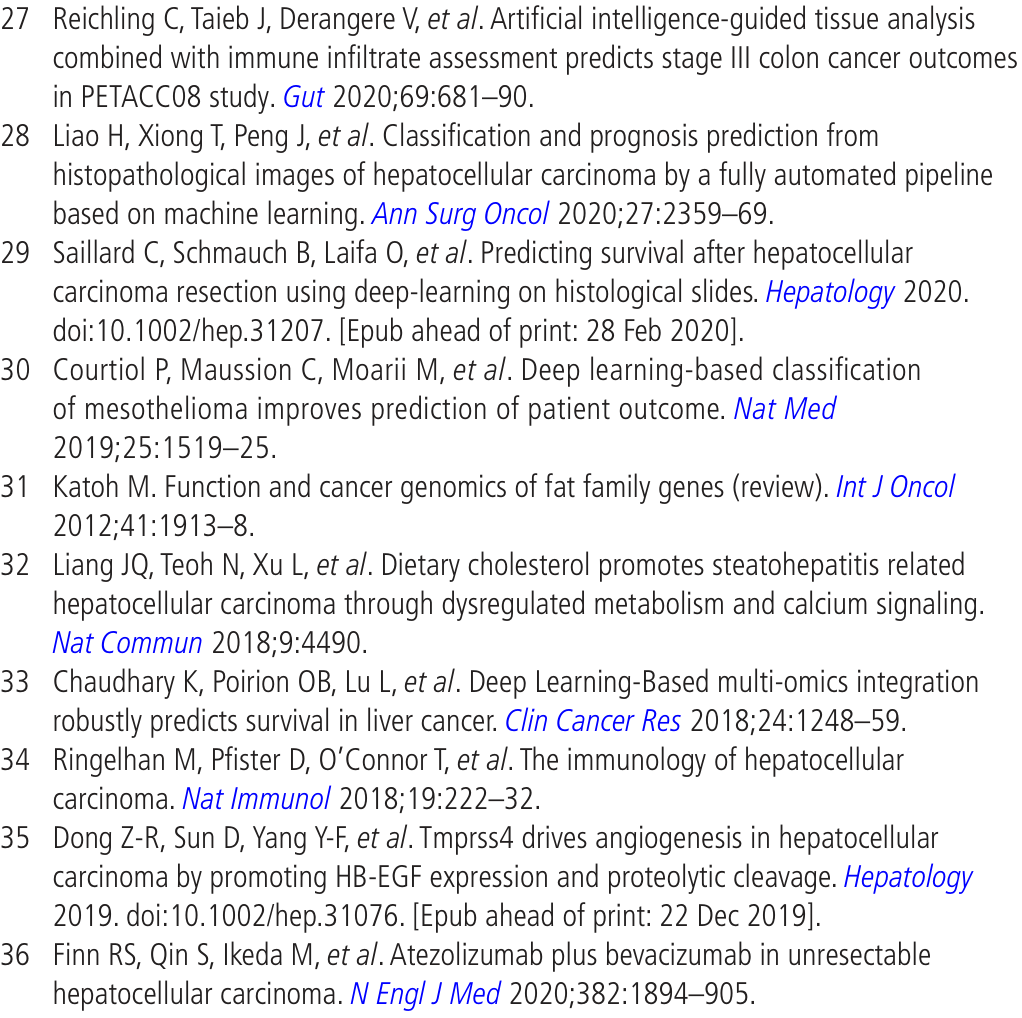 27 Reichling C, Taieb J, Derangere V, et al. Artificial intelligence-guided tissue analysis
combined with immune infiltrate assessment predicts stage III colon cancer outcomes
in PETACC08 study. Gut 2020;69:681–90.
28 Liao H, Xiong T, Peng J, et al. Classification and prognosis prediction from
histopathological images of hepatocellular carcinoma by a fully automated pipeline
based on machine learning. Ann Surg Oncol 2020;27:2359–69.
29 Saillard C, Schmauch B, Laifa O, et al. Predicting survival after hepatocellular
carcinoma resection using deep-learning on histological slides. Hepatology 2020.
doi:10.1002/hep.31207. [Epub ahead of print: 28 Feb 2020].
30 Courtiol P, Maussion C, Moarii M, et al. Deep learning-based classification
of mesothelioma improves prediction of patient outcome. Nat Med
2019;25:1519–25.
31 Katoh M. Function and cancer genomics of fat family genes (review). Int J Oncol
2012;41:1913–8.
32 Liang JQ, Teoh N, Xu L, et al. Dietary cholesterol promotes steatohepatitis related
hepatocellular carcinoma through dysregulated metabolism and calcium signaling.
Nat Commun 2018;9:4490.
33 Chaudhary K, Poirion OB, Lu L, et al. Deep Learning-Based multi-omics integration
robustly predicts survival in liver cancer. Clin Cancer Res 2018;24:1248–59.
34 Ringelhan M, Pfister D, O’Connor T, et al. The immunology of hepatocellular
carcinoma. Nat Immunol 2018;19:222–32.
35 Dong Z-R, Sun D, Yang Y-F, et al. Tmprss4 drives angiogenesis in hepatocellular
carcinoma by promoting HB-EGF expression and proteolytic cleavage. Hepatology
2019. doi:10.1002/hep.31076. [Epub ahead of print: 22 Dec 2019].
36 Finn RS, Qin S, Ikeda M, et al. Atezolizumab plus bevacizumab in unresectable
hepatocellular carcinoma. N Engl J Med 2020;382:1894–905.